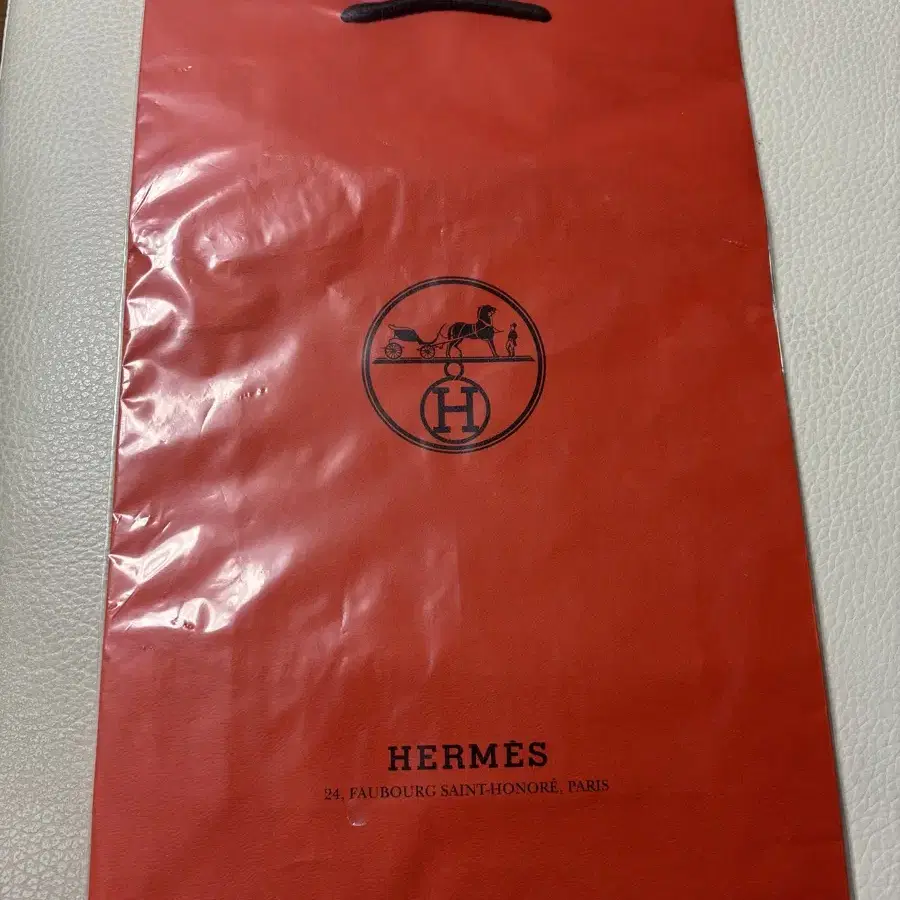 H
HERMÈS
24, FAUBOURG SAINT-HONORÉ, PARIS